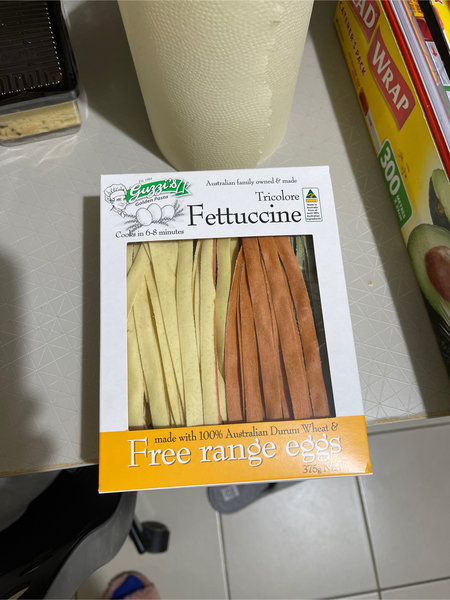 Guzzi's
Golden Pasta
Cooks in 6-8 minutes
Australian family owned & made
Tricolore
Fettuccine
made with 100% Australian Durum Wheat &
Free range eggs
375g
WRAP
300